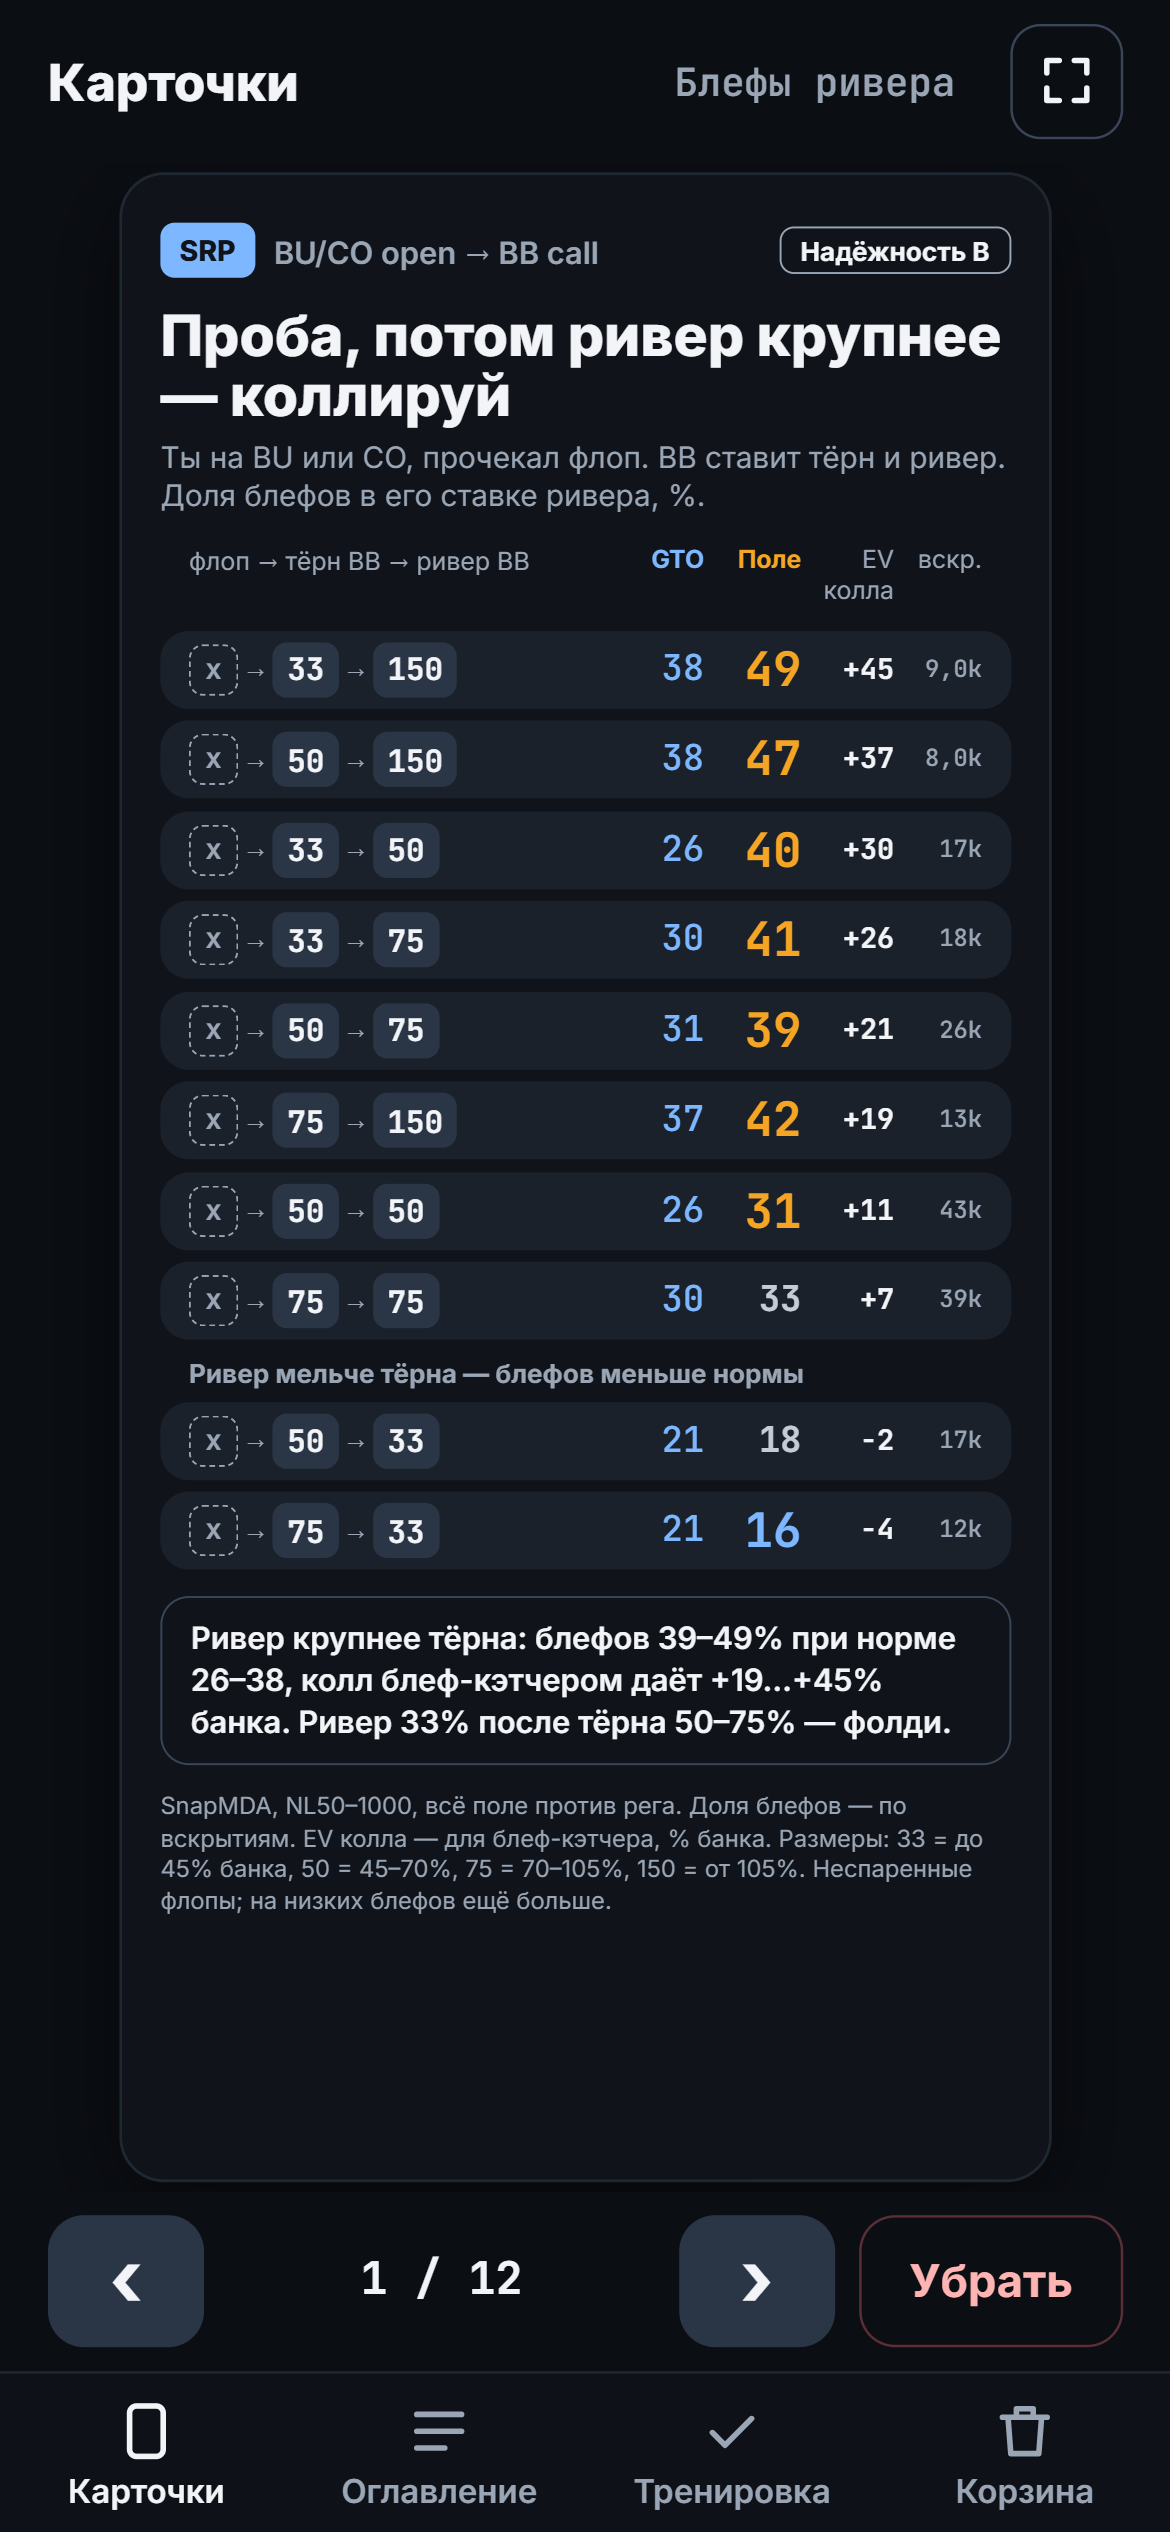 Карточки
Блефы ривера
SRP BU/CO open → BB call Надёжность B
Проба, потом ривер крупнее
— коллируй
Ты на BU или CO, прочекал флоп. BB ставит тёрн и ривер.
Доля блефов в его ставке ривера, %.
флоп → тёрн BB → ривер BB GTO Поле EV колла вскр.
x → 33 → 150 38 49 +45 9,0k
x → 50 → 150 38 47 +37 8,0k
x → 33 → 50 26 40 +30 17k
x → 33 → 75 30 41 +26 18k
x → 50 → 75 31 39 +21 26k
x → 75 → 150 37 42 +19 13k
x → 50 → 50 26 31 +11 43k
x → 75 → 75 30 33 +7 39k
Ривер мельче тёрна — блефов меньше нормы
x → 50 → 33 21 18 -2 17k
x → 75 → 33 21 16 -4 12k
Ривер крупнее тёрна: блефов 39–49% при норме
26–38, колл блеф-кэтчером даёт +19…+45%
банка. Ривер 33% после тёрна 50–75% — фолди.
SnapMDA, NL50–1000, всё поле против рега. Доля блефов — по
вскрытиям. EV колла — для блеф-кэтчера, % банка. Размеры: 33 = до
45% банка, 50 = 45–70%, 75 = 70–105%, 150 = от 105%. Неспаренные
флопы; на низких блефов ещё больше.
‹ 1 / 12 › Убрать
Карточки Оглавление Тренировка Корзина